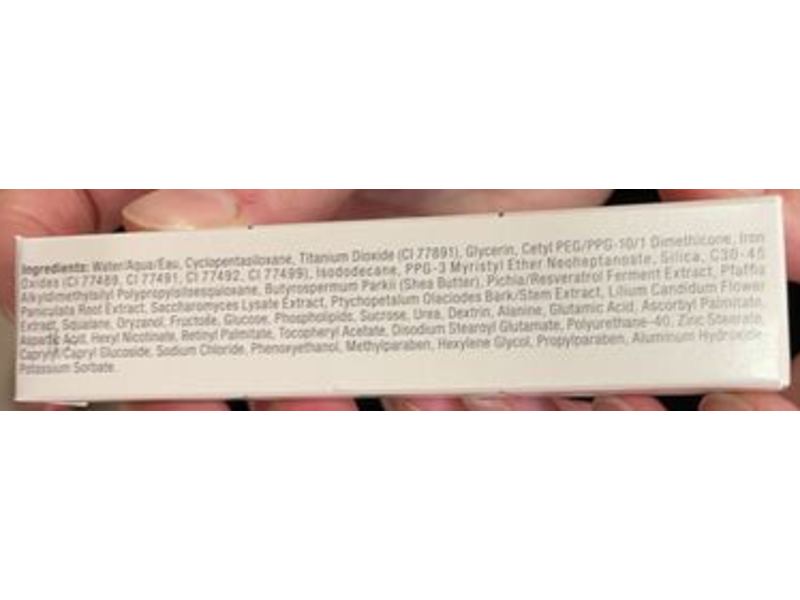 Ingredients: Water/Aqua/Eau, Cyclopentasiloxane, Titanium Dioxide (CI 77891), Glycerin, Cetyl PEG/PPG-10/1 Dimethicone, Iron
Oxides (CI 77489, CI 77491, CI 77492, CI 77499), Isododecane, PPG-3 Myristyl Ether Neoheptanoate, Silica, C30-45
Alkyldimethylsilyl Polypropylsilsesquioxane, Butyrospermum Parkii (Shea Butter), Pichia/Resveratrol Ferment Extract, Pfaffia
Paniculata Root Extract, Saccharomyces Lysate Extract, Ptychopetalum Olacoides Bark/Stem Extract, Lilium Candidum Flower
Extract, Squalane, Oryzanol, Fructose, Glucose, Phospholipids, Sucrose, Urea, Dextrin, Alanine, Glutamic Acid, Ascorbyl Palmitate,
Aspartic Acid, Hexyl Nicotinate, Retinyl Palmitate, Tocopheryl Acetate, Disodium Stearoyl Glutamate, Polyurethane-40, Zinc Stearate,
Caprylyl/Capryl Glucoside, Sodium Chloride, Phenoxyethanol, Methylparaben, Hexylene Glycol, Propylparaben, Aluminum Hydroxide,
Potassium Sorbate.